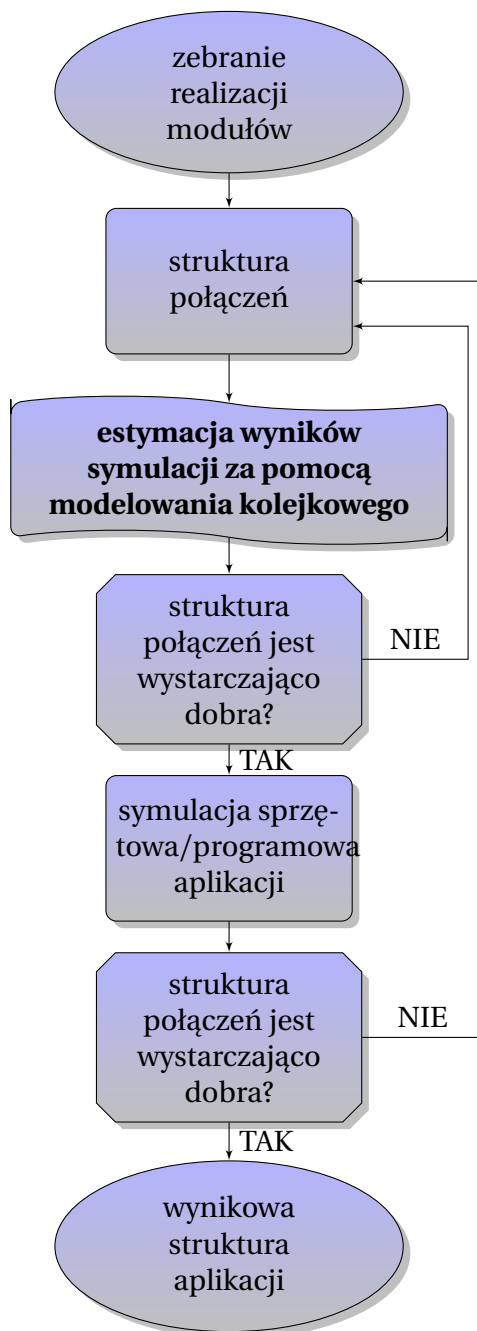 zebranie
realizacji
modułów
struktura
połączeń
estymacja wyników
symulacji za pomocą
modelowania kolejkowego
struktura
połączeń jest
wystarczająco
dobra?
NIE
TAK
symulacja sprzę-
towa/programowa
aplikacji
struktura
połączeń jest
wystarczająco
dobra?
NIE
TAK
wynikowa
struktura
aplikacji